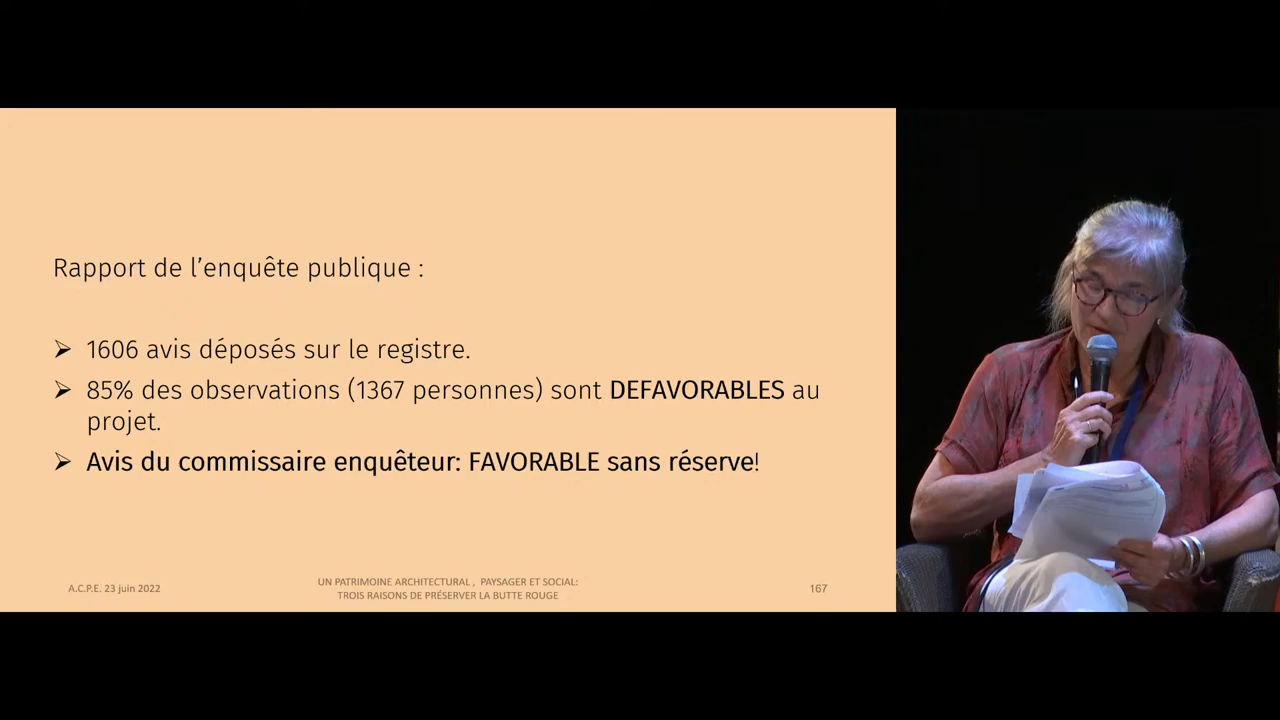 Rapport de l’enquête publique :
➢ 1606 avis déposés sur le registre.
➢ 85% des observations (1367 personnes) sont DEFAVORABLES au
projet.
➢ Avis du commissaire enquêteur: FAVORABLE sans réserve!
A.C.P.E. 23 juin 2022
UN PATRIMOINE ARCHITECTURAL , PAYSAGER ET SOCIAL:
TROIS RAISONS DE PRÉSERVER LA BUTTE ROUGE
167